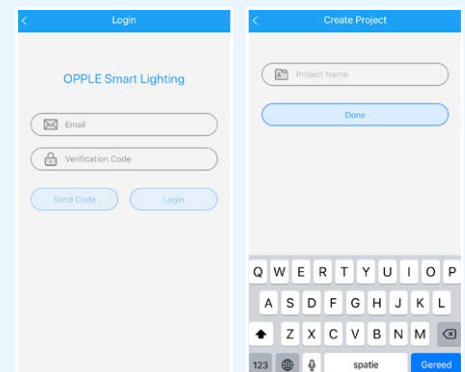 Login
OPPLE Smart Lighting
Email
Verification Code
Send Code
Login
Create Project
Project Name
Done
Q W E R T Y U I O P
A S D F G H J K L
Z X C V B N M
123
spatie
Gereed